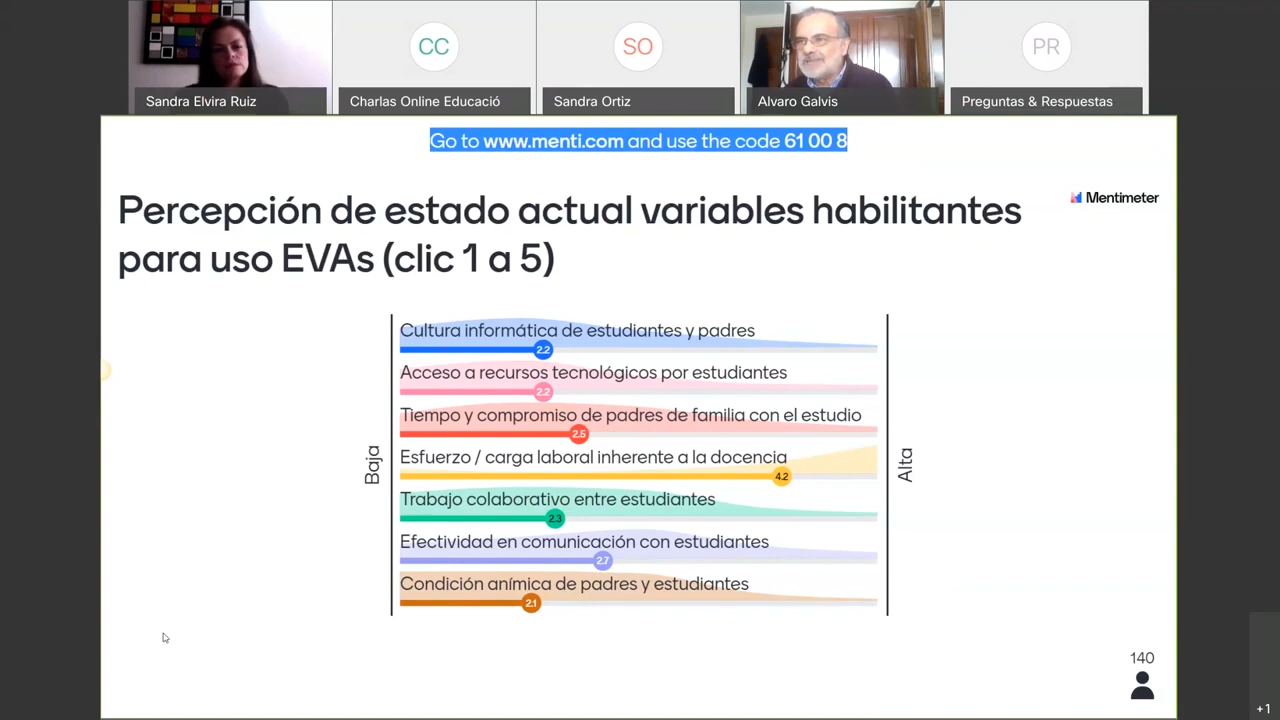 CC
SO
PR
Sandra Elvira Ruiz
Charlas Online Educació
Sandra Ortiz
Alvaro Galvis
Preguntas & Respuestas
Go to www.menti.com and use the code 61 00 8
Mentimeter
Percepción de estado actual variables habilitantes
para uso EVAs (clic 1 a 5)
Baja
Alta
Cultura informática de estudiantes y padres
2.2
Acceso a recursos tecnológicos por estudiantes
2.2
Tiempo y compromiso de padres de familia con el estudio
2.5
Esfuerzo / carga laboral inherente a la docencia
4.2
Trabajo colaborativo entre estudiantes
2.3
Efectividad en comunicación con estudiantes
2.7
Condición anímica de padres y estudiantes
2.1
140
+1